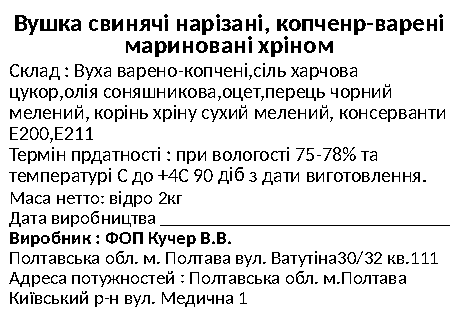 Вушка свинячі нарізані, копченр-варені
мариновані хріном
Склад : Вуха варено-копчені,сіль харчова
цукор,олія соняшникова,оцет,перець чорний
мелений, корінь хріну сухий мелений, консерванти
Е200,Е211
Термін прдатності : при вологості 75-78% та
температурі С до +4С 90 діб з дати виготовлення.
Маса нетто: відро 2кг
Дата виробництва
Виробник : ФОП Кучер В.В.
Полтавська обл. м. Полтава вул. Ватутіна30/32 кв.111
Адреса потужностей : Полтавська обл. м.Полтава
Київський р-н вул. Медична 1